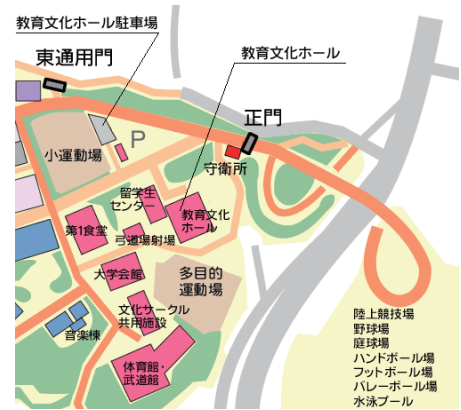 教育文化ホール駐車場
教育文化ホール
東通用門
正門
P
小運動場
守衛所
留学生
センター
教育文化
ホール
第1食堂
弓道場射場
大学会館
多目的
運動場
文化サークル
共用施設
音楽棟
体育館・
武道館
陸上競技場
野球場
庭球場
ハンドボール場
フットボール場
バレーボール場
水泳プール